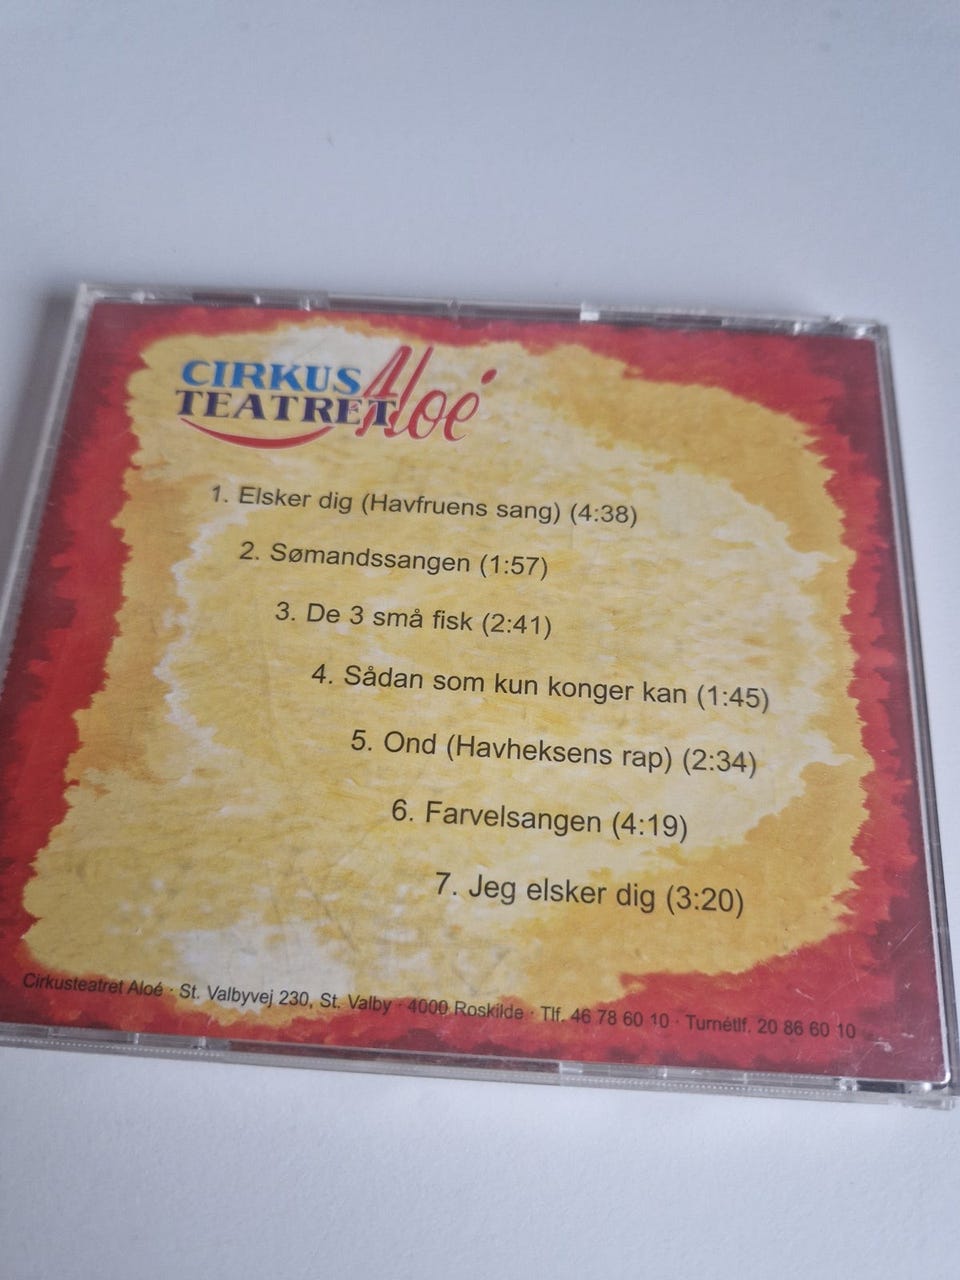 CIRKUS
TEATRET Aloé
1. Elsker dig (Havfruens sang) (4:38)
2. Sømandssangen (1:57)
3. De 3 små fisk (2:41)
4. Sådan som kun konger kan (1:45)
5. Ond (Havheksens rap) (2:34)
6. Farvelsangen (4:19)
7. Jeg elsker dig (3:20)
Cirkusteatret Aloé · St. Valbyvej 230, St. Valby · 4000 Roskilde · Tlf. 46 78 60 10 · Turnétlf. 20 86 60 10